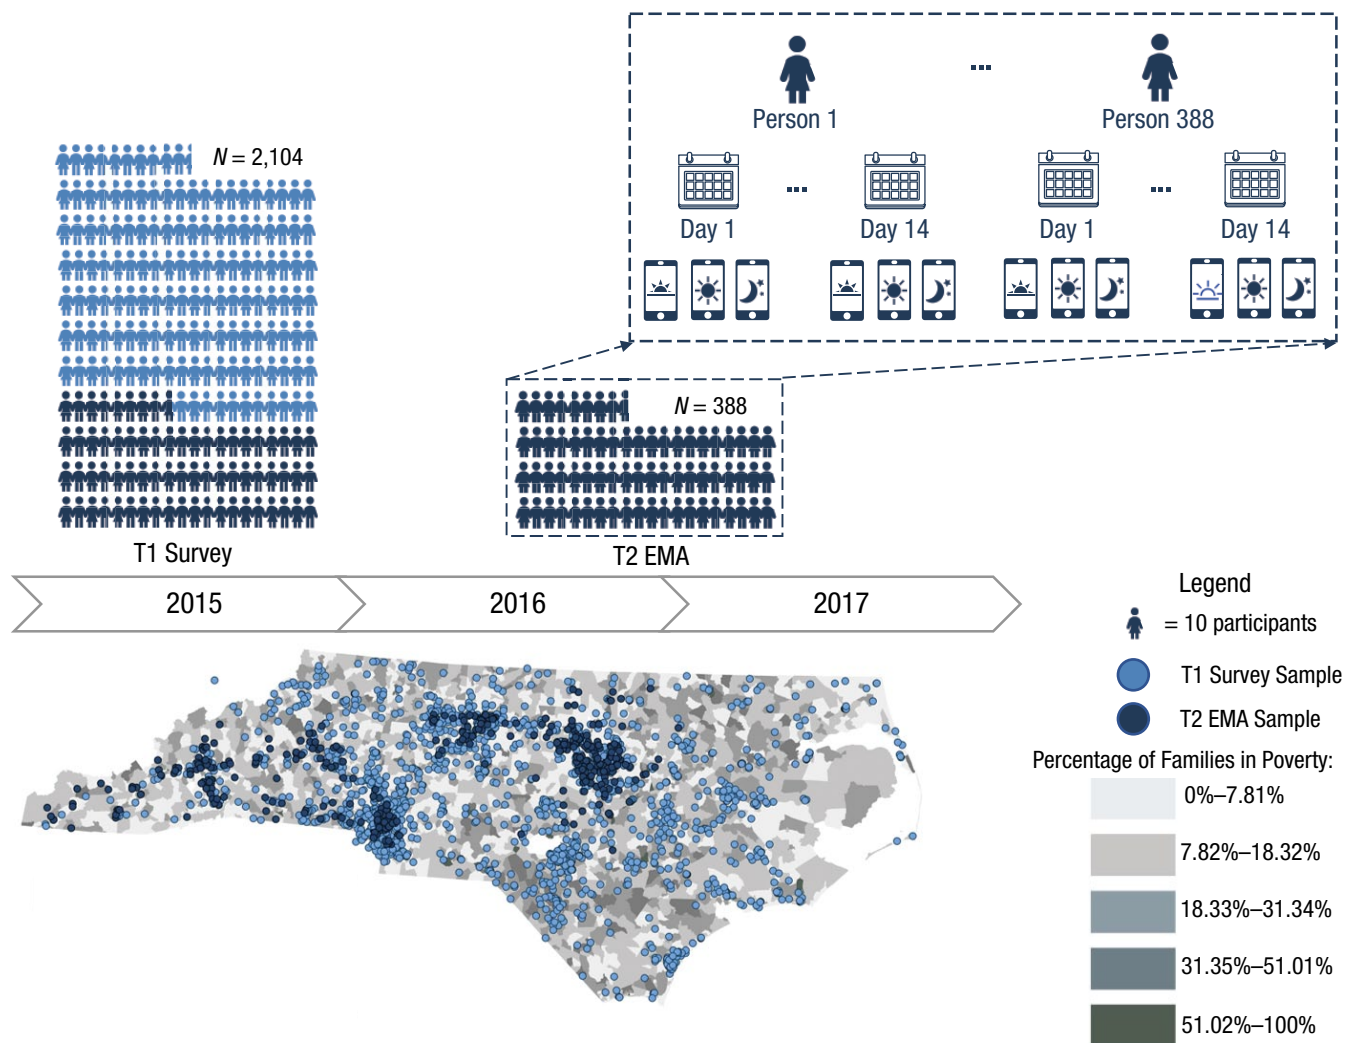 Person 1
...
Person 388
N = 2,104
...
...
Day 1
Day 14
Day 1
Day 14
N = 388
T1 Survey
T2 EMA
2015
2016
2017
Legend
= 10 participants
T1 Survey Sample
T2 EMA Sample
Percentage of Families in Poverty:
0%–7.81%
7.82%–18.32%
18.33%–31.34%
31.35%–51.01%
51.02%–100%